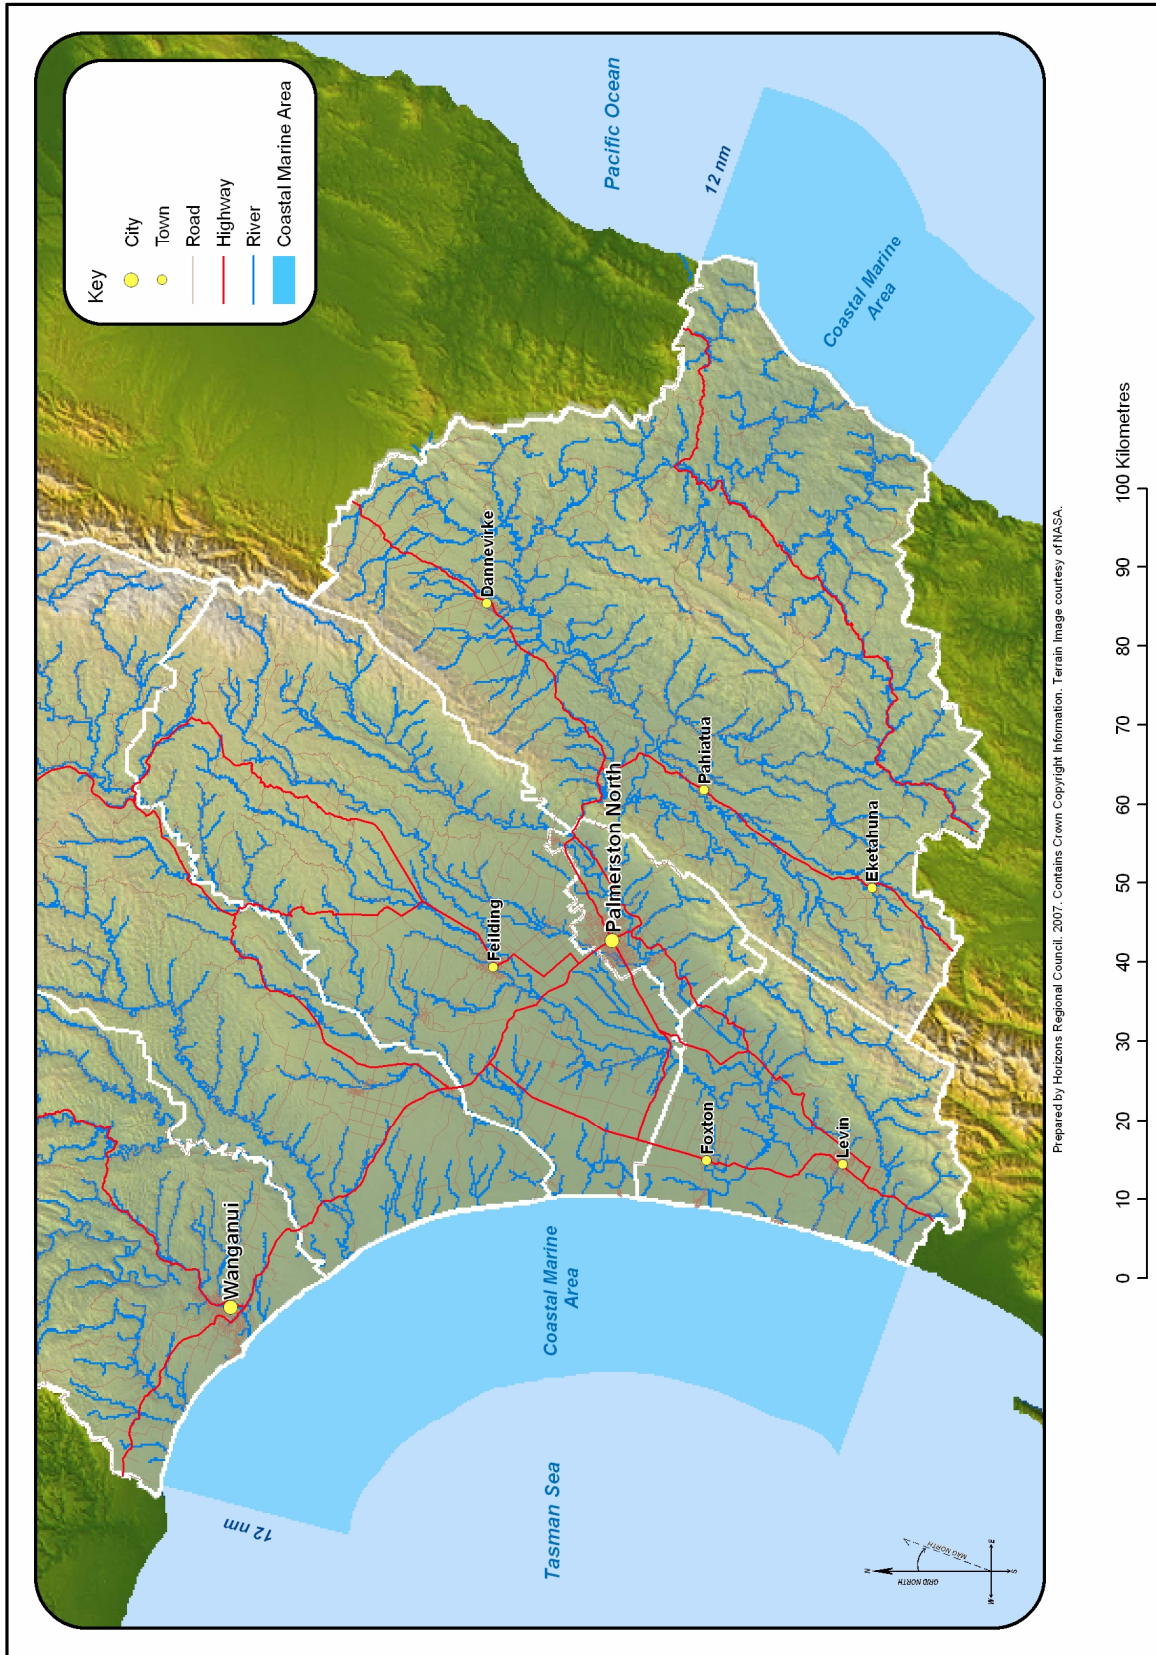 Key
City
Town
Road
Highway
River
Coastal Marine Area
Pacific Ocean
12 nm
Coastal Marine
Area
Dannevirke
Pahiatua
Palmerston North
Eketahuna
Feilding
Foxton
Levin
Wanganui
Coastal Marine
Area
Tasman Sea
12 nm
N
GRID NORTH
MAG NORTH
W
E
S
Prepared by Horizons Regional Council. 2007. Contains Crown Copyright Information. Terrain Image courtesy of NASA.
0 10 20 30 40 50 60 70 80 90 100 Kilometres